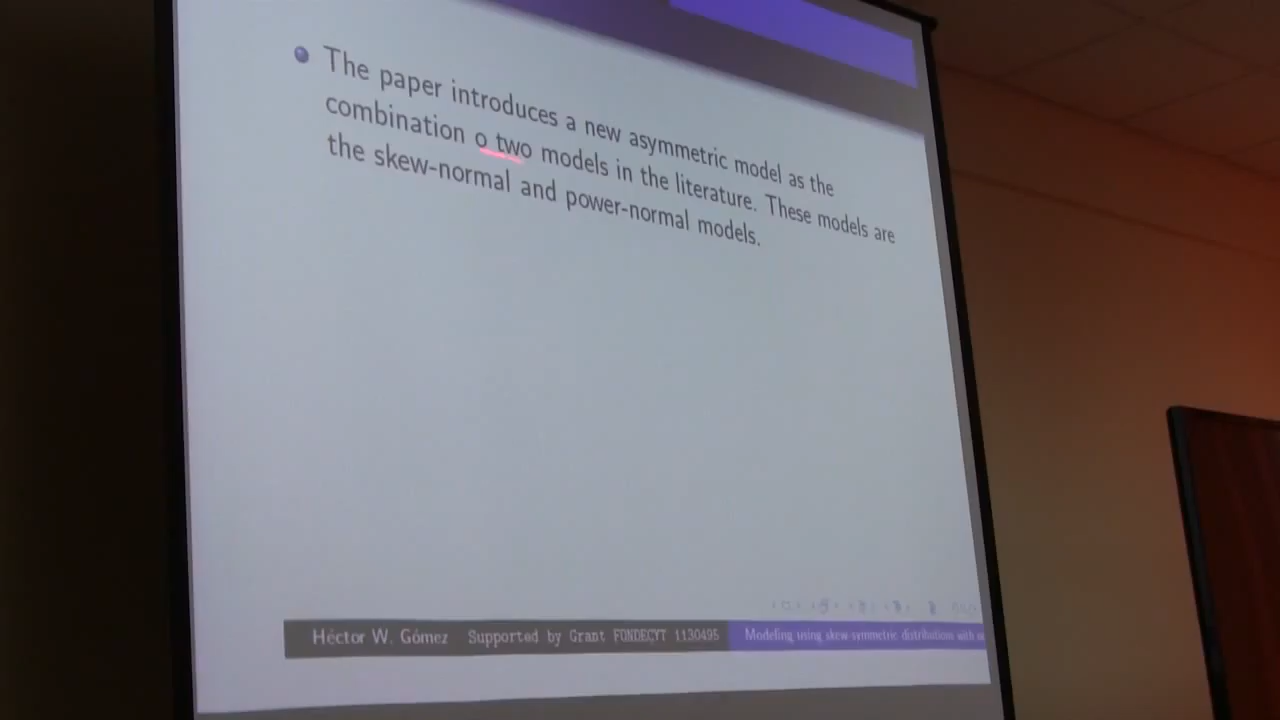 The paper introduces a new asymmetric model as the
combination o two models in the literature. These models are
the skew-normal and power-normal models.
Héctor W. Gómez Supported by Grant FONDECYT 1130495 Modeling using skew-symmetric distributions with